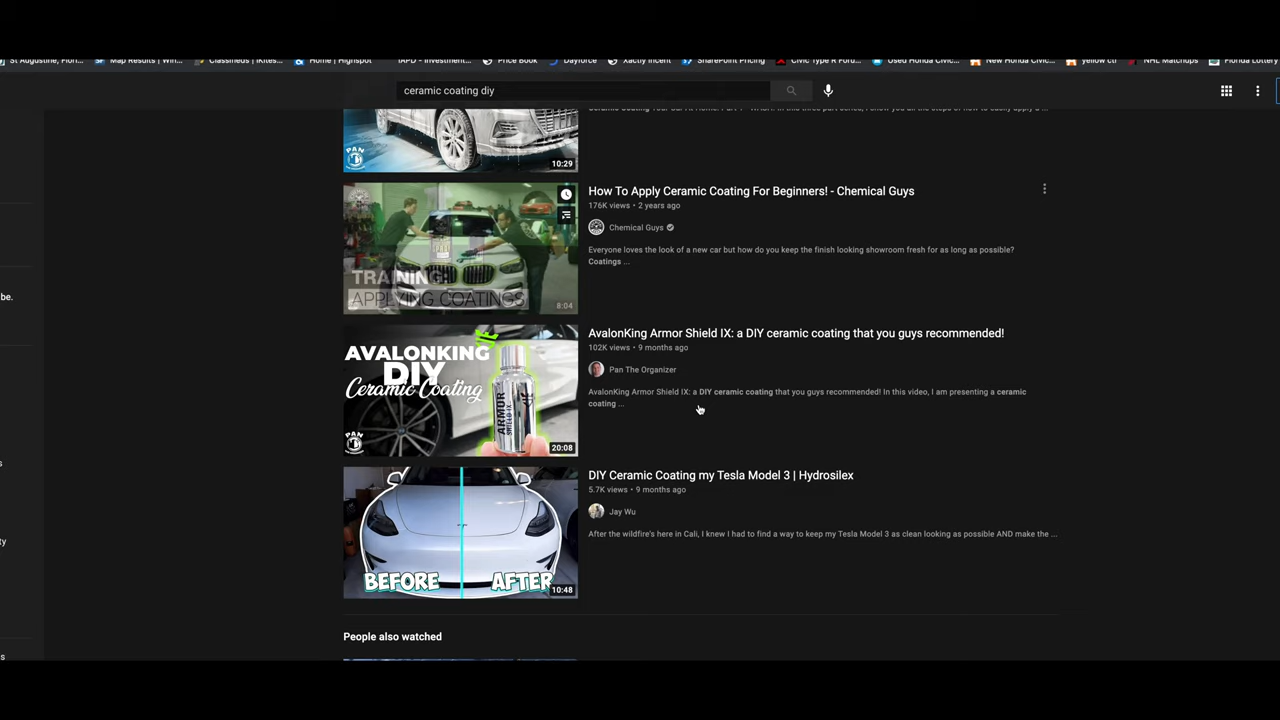 St Augustine, Flori...
Map Results | Win...
Classifieds | iKites...
Home | Highspot
IAPD - Investment...
Price Book
Dayforce
Xactly Incent
SharePoint Pricing
Civic Type R Foru...
Used Honda Civic...
New Honda Civic...
yellow ctr
NHL Matchups
Florida Lottery
ceramic coating diy
PAN
10:29
How To Apply Ceramic Coating For Beginners! - Chemical Guys
176K views • 2 years ago
Chemical Guys
Everyone loves the look of a new car but how do you keep the finish looking showroom fresh for as long as possible?
Coatings ...
TRAINING:
APPLYING COATINGS
8:04
be.
AvalonKing Armor Shield IX: a DIY ceramic coating that you guys recommended!
102K views • 9 months ago
Pan The Organizer
AvalonKing Armor Shield IX: a DIY ceramic coating that you guys recommended! In this video, I am presenting a ceramic
coating ...
AVALONKING
DIY
Ceramic Coating
ARMOR
SHIELD IX
PAN
20:08
s
DIY Ceramic Coating my Tesla Model 3 | Hydrosilex
5.7K views • 9 months ago
Jay Wu
After the wildfire's here in Cali, I knew I had to find a way to keep my Tesla Model 3 as clean looking as possible AND make the ...
BEFORE
AFTER
10:48
ty
People also watched
s